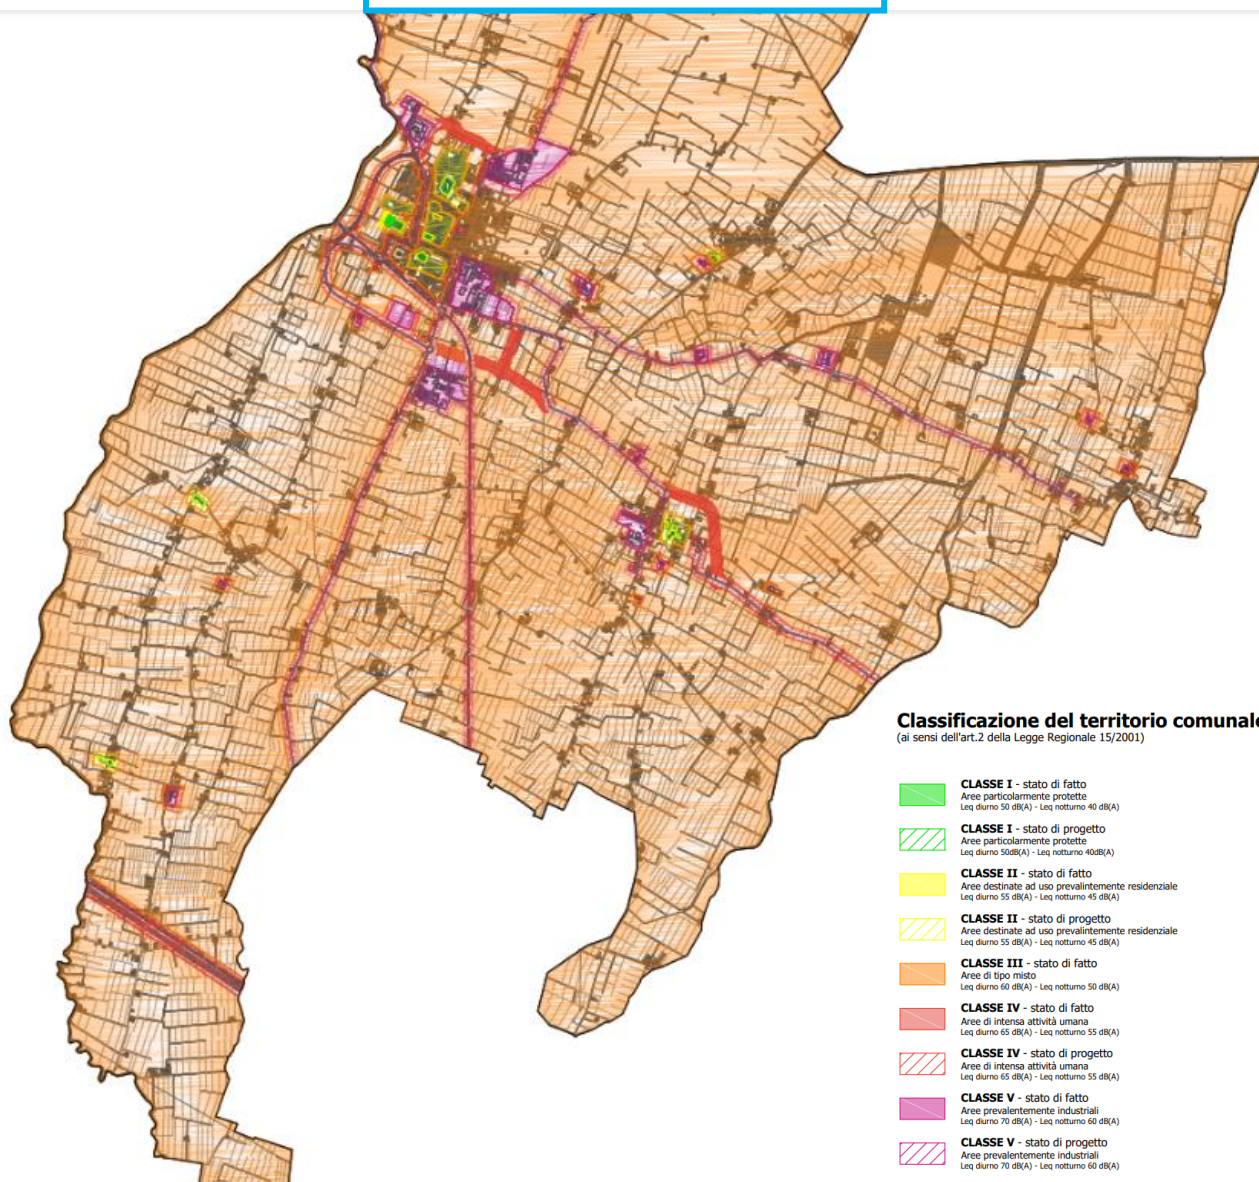 Classificazione del territorio comunale
(ai sensi dell'art.2 della Legge Regionale 15/2001)
CLASSE I - stato di fatto
Aree particolarmente protette
Leq diurno 50 dB(A) - Leq notturno 40 dB(A)
CLASSE I - stato di progetto
Aree particolarmente protette
Leq diurno 50dB(A) - Leq notturno 40dB(A)
CLASSE II - stato di fatto
Aree destinate ad uso prevalintemente residenziale
Leq diurno 55 dB(A) - Leq notturno 45 dB(A)
CLASSE II - stato di progetto
Aree destinate ad uso prevalintemente residenziale
Leq diurno 55 dB(A) - Leq notturno 45 dB(A)
CLASSE III - stato di fatto
Aree di tipo misto
Leq diurno 60 dB(A) - Leq notturno 50 dB(A)
CLASSE IV - stato di fatto
Aree di intensa attività umana
Leq diurno 65 dB(A) - Leq notturno 55 dB(A)
CLASSE IV - stato di progetto
Aree di intensa attività umana
Leq diurno 65 dB(A) - Leq notturno 55 dB(A)
CLASSE V - stato di fatto
Aree prevalentemente industriali
Leq diurno 70 dB(A) - Leq notturno 60 dB(A)
CLASSE V - stato di progetto
Aree prevalentemente industriali
Leq diurno 70 dB(A) - Leq notturno 60 dB(A)